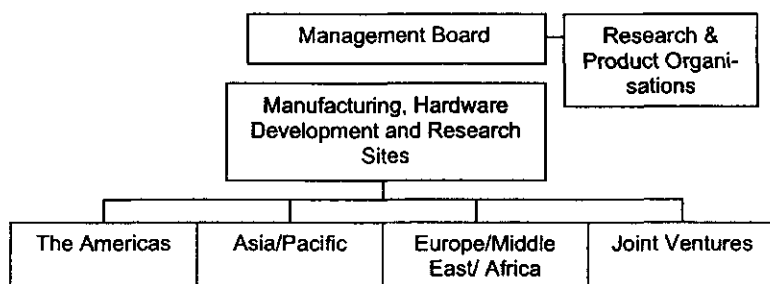 Management Board
Research &
Product Organi-
sations
Manufacturing, Hardware
Development and Research
Sites
The Americas
Asia/Pacific
Europe/Middle
East/ Africa
Joint Ventures